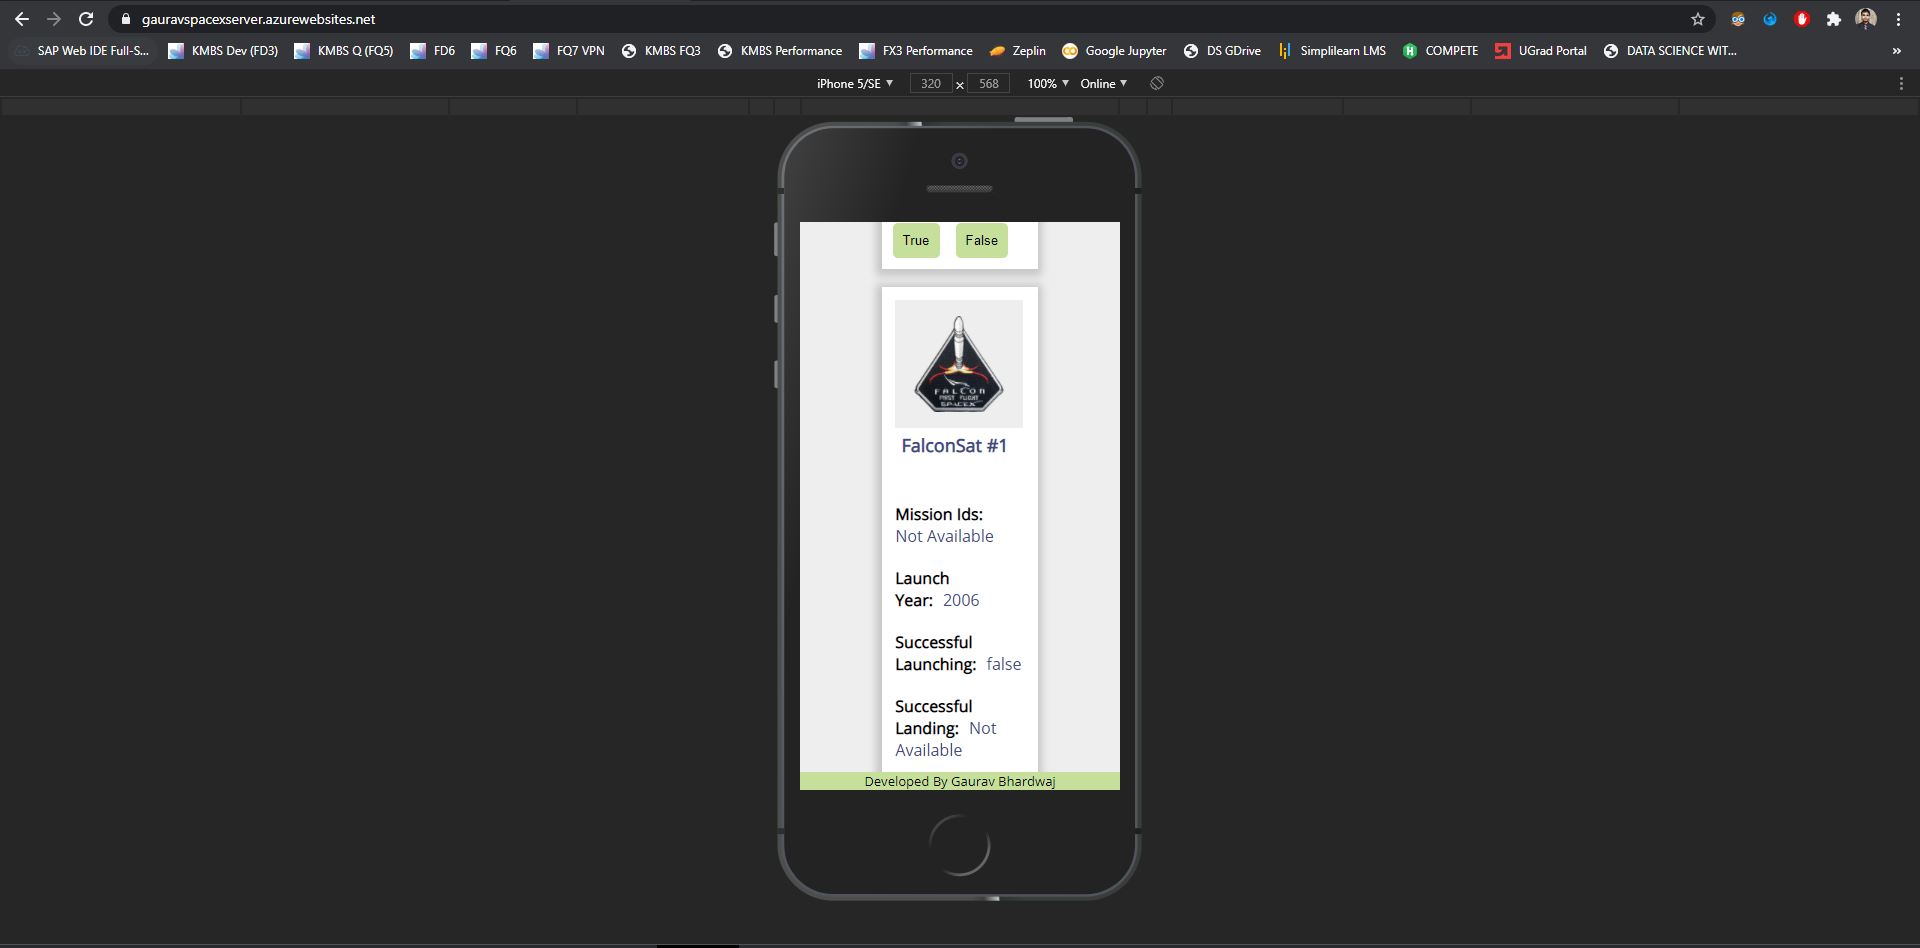 gauravspacexserver.azurewebsites.net
SAP Web IDE Full-S... KMBS Dev (FD3) KMBS Q (FQ5) FD6 FQ6 FQ7 VPN KMBS FQ3 KMBS Performance FX3 Performance Zeplin Google Jupyter DS GDrive Simplilearn LMS COMPETE UGrad Portal DATA SCIENCE WIT... »
iPhone 5/SE 320 × 568 100% Online
True False
FALCON
FIRST FLIGHT
SPACEX
FalconSat #1
Mission Ids:
Not Available
Launch
Year: 2006
Successful
Launching: false
Successful
Landing: Not
Available
Developed By Gaurav Bhardwaj